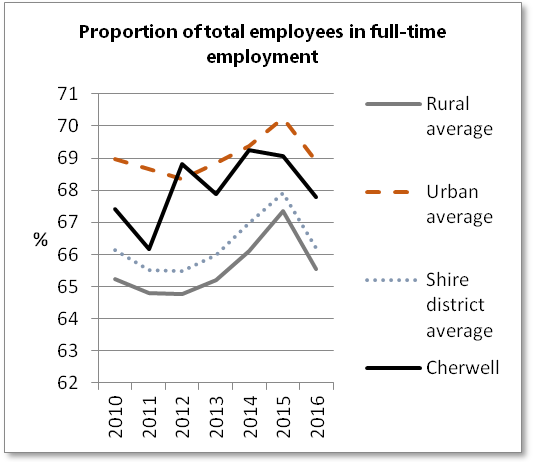 Proportion of total employees in full-time
employment
71
70
69
68
67
66
65
64
63
62
%
2010
2011
2012
2013
2014
2015
2016
Rural
average
Urban
average
Shire
district
average
Cherwell